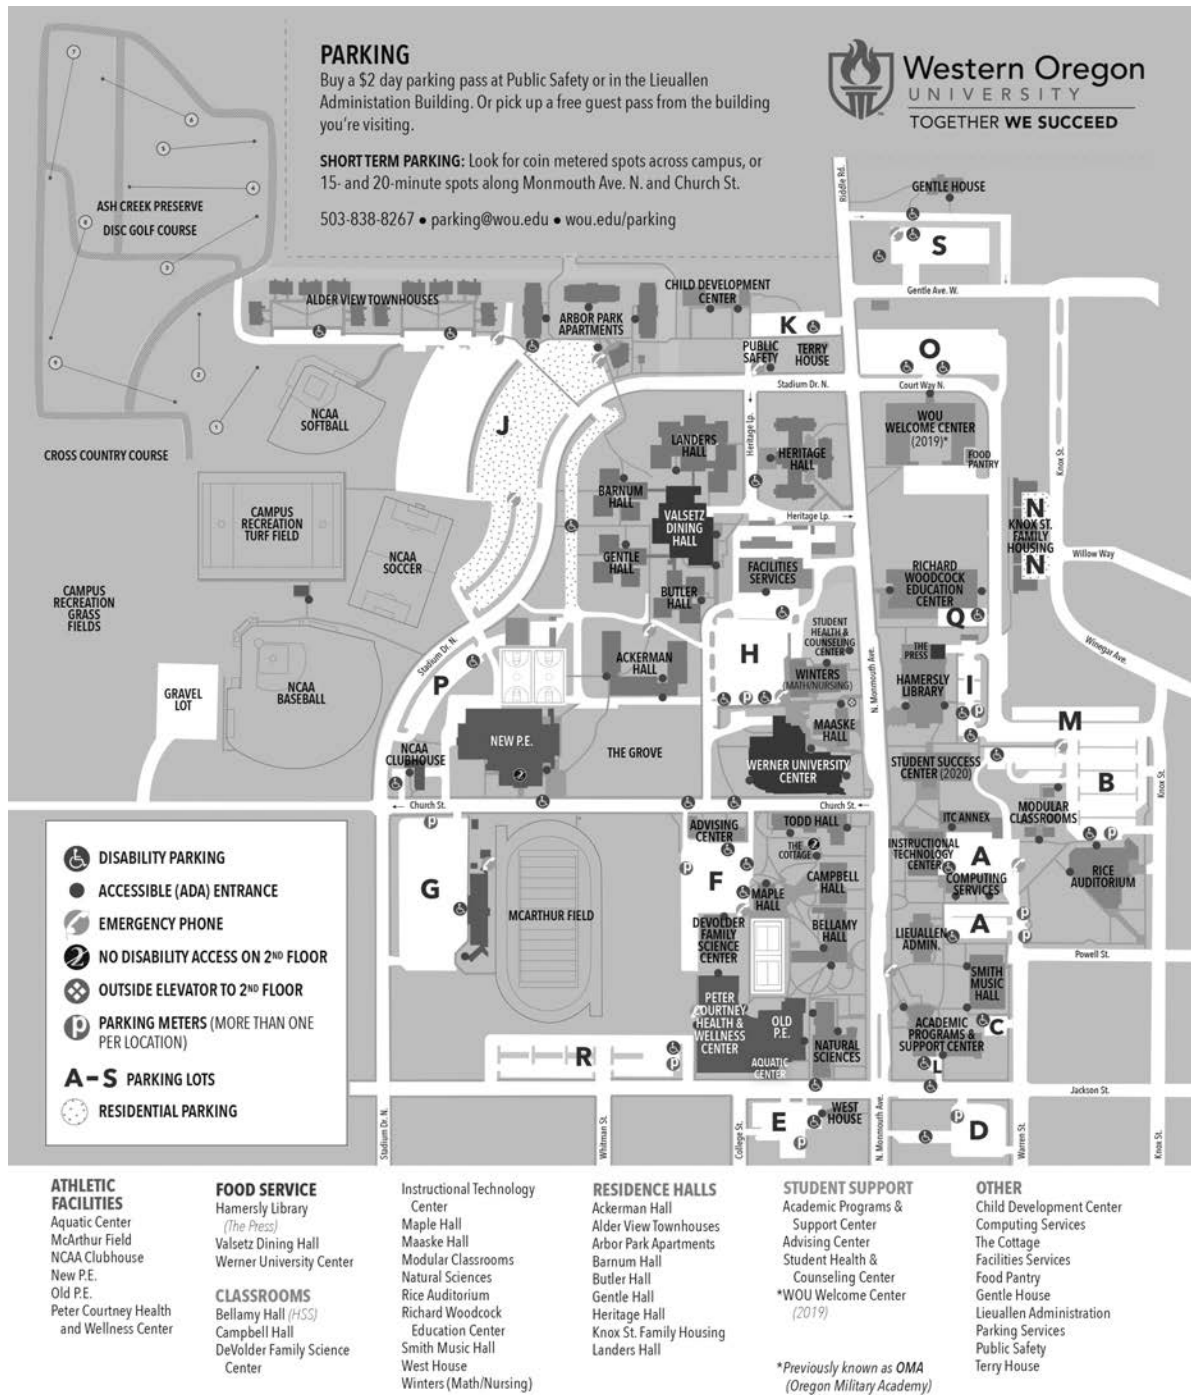 PARKING
Buy a $2 day parking pass at Public Safety or in the Lieuallen
Administation Building. Or pick up a free guest pass from the building
you're visiting.
SHORT TERM PARKING: Look for coin metered spots across campus, or
15- and 20-minute spots along Monmouth Ave. N. and Church St.
503-838-8267 ● parking@wou.edu ● wou.edu/parking
Western Oregon
UNIVERSITY
TOGETHER WE SUCCEED
7
6
5
4
ASH CREEK PRESERVE
DISC GOLF COURSE
8
3
9
2
1
CROSS COUNTRY COURSE
Riddle Rd.
GENTLE HOUSE
S
Gentle Ave. W.
ALDER VIEW TOWNHOUSES
ARBOR PARK
APARTMENTS
CHILD DEVELOPMENT
CENTER
K
PUBLIC
SAFETY
TERRY
HOUSE
O
Stadium Dr. N.
Court Way N.
NCAA
SOFTBALL
J
LANDERS
HALL
Heritage Lp.
HERITAGE
HALL
WOU
WELCOME CENTER
(2019)*
FOOD
PANTRY
Knox St.
BARNUM
HALL
VALSETZ
DINING
HALL
Heritage Lp.
N
KNOX ST.
FAMILY
HOUSING
N
Willow Way
CAMPUS
RECREATION
TURF FIELD
NCAA
SOCCER
GENTLE
HALL
FACILITIES
SERVICES
RICHARD
WOODCOCK
EDUCATION
CENTER
CAMPUS
RECREATION
GRASS
FIELDS
BUTLER
HALL
Q
STUDENT
HEALTH &
COUNSELING
CENTER
Winegar Ave.
Stadium Dr. N.
ACKERMAN
HALL
H
THE
PRESS
N. Monmouth Ave.
WINTERS
(MATH/NURSING)
HAMERSLY
LIBRARY
I
P
GRAVEL
LOT
NCAA
BASEBALL
M
MAASKE
HALL
NEW P.E.
THE GROVE
NCAA
CLUBHOUSE
WERNER UNIVERSITY
CENTER
STUDENT SUCCESS
CENTER (2020)
B
Knox St.
Church St.
Church St.
MODULAR
CLASSROOMS
ADVISING
CENTER
TODD HALL
THE
COTTAGE
ITC ANNEX
INSTRUCTIONAL
TECHNOLOGY
CENTER
A
COMPUTING
SERVICES
RICE
AUDITORIUM
G
F
CAMPBELL
HALL
MAPLE
HALL
MCARTHUR FIELD
DEVOLDER
FAMILY
SCIENCE
CENTER
BELLAMY
HALL
LIEUALLEN
ADMIN.
A
Powell St.
SMITH
MUSIC
HALL
PETER
COURTNEY
HEALTH &
WELLNESS
CENTER
OLD
P.E.
AQUATIC
CENTER
NATURAL
SCIENCES
ACADEMIC
PROGRAMS &
SUPPORT CENTER
C
L
R
Jackson St.
Stadium Dr. N.
Whitman St.
College St.
E
WEST
HOUSE
N. Monmouth Ave.
D
Warren St.
Knox St.
DISABILITY PARKING
ACCESSIBLE (ADA) ENTRANCE
EMERGENCY PHONE
NO DISABILITY ACCESS ON 2ND FLOOR
OUTSIDE ELEVATOR TO 2ND FLOOR
PARKING METERS (MORE THAN ONE
PER LOCATION)
A–S PARKING LOTS
RESIDENTIAL PARKING
ATHLETIC
FACILITIES
Aquatic Center
McArthur Field
NCAA Clubhouse
New P.E.
Old P.E.
Peter Courtney Health
and Wellness Center
FOOD SERVICE
Hamersly Library
(The Press)
Valsetz Dining Hall
Werner University Center
CLASSROOMS
Bellamy Hall (HSS)
Campbell Hall
DeVolder Family Science
Center
Instructional Technology
Center
Maple Hall
Maaske Hall
Modular Classrooms
Natural Sciences
Rice Auditorium
Richard Woodcock
Education Center
Smith Music Hall
West House
Winters (Math/Nursing)
RESIDENCE HALLS
Ackerman Hall
Alder View Townhouses
Arbor Park Apartments
Barnum Hall
Butler Hall
Gentle Hall
Heritage Hall
Knox St. Family Housing
Landers Hall
STUDENT SUPPORT
Academic Programs &
Support Center
Advising Center
Student Health &
Counseling Center
*WOU Welcome Center
(2019)
*Previously known as OMA
(Oregon Military Academy)
OTHER
Child Development Center
Computing Services
The Cottage
Facilities Services
Food Pantry
Gentle House
Lieuallen Administration
Parking Services
Public Safety
Terry House